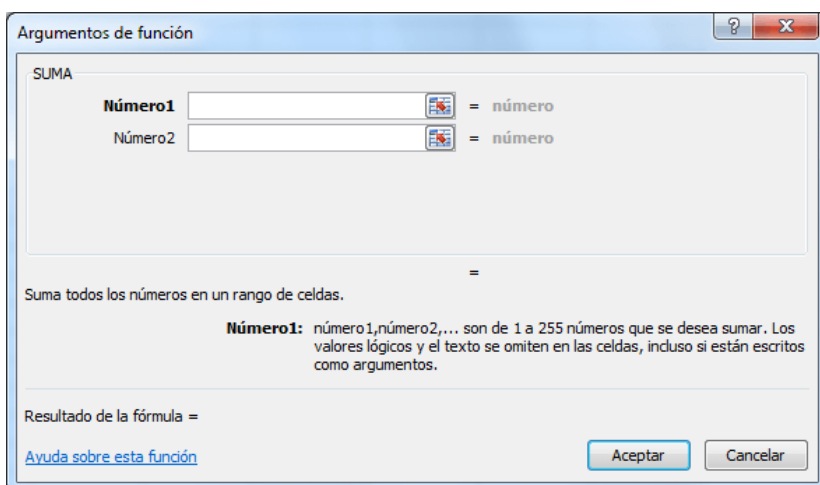 Argumentos de función
SUMA
Número1 = número
Número2 = número
=
Suma todos los números en un rango de celdas.
Número1: número1,número2,... son de 1 a 255 números que se desea sumar. Los
valores lógicos y el texto se omiten en las celdas, incluso si están escritos
como argumentos.
Resultado de la fórmula =
Ayuda sobre esta función
Aceptar Cancelar